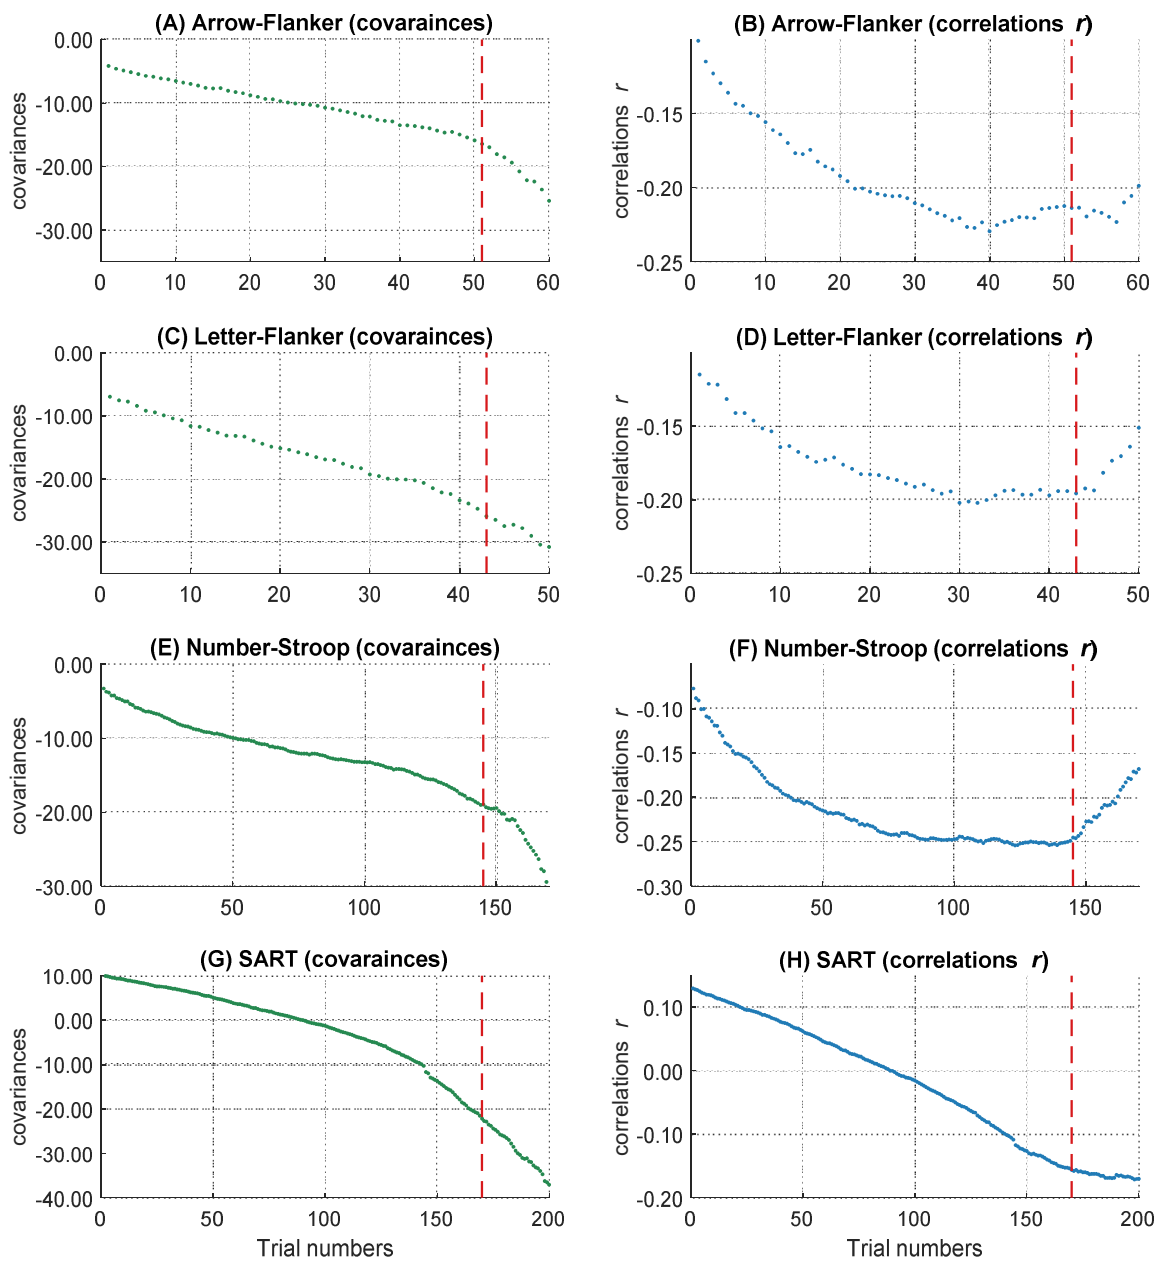 (A) Arrow-Flanker (covarainces)
0.00
-10.00
-20.00
-30.00
covariances
0 10 20 30 40 50 60
(B) Arrow-Flanker (correlations r)
-0.15
-0.20
-0.25
correlations r
10 20 30 40 50 60
(C) Letter-Flanker (covarainces)
0.00
-10.00
-20.00
-30.00
covariances
0 10 20 30 40 50
(D) Letter-Flanker (correlations r)
-0.15
-0.20
-0.25
correlations r
0 10 20 30 40 50
(E) Number-Stroop (covarainces)
0.00
-10.00
-20.00
-30.00
covariances
0 50 100 150
(F) Number-Stroop (correlations r)
-0.10
-0.15
-0.20
-0.25
-0.30
correlations r
0 50 100 150
(G) SART (covarainces)
10.00
0.00
-10.00
-20.00
-30.00
-40.00
covariances
0 50 100 150 200
Trial numbers
(H) SART (correlations r)
0.10
0.00
-0.10
-0.20
correlations r
0 50 100 150 200
Trial numbers